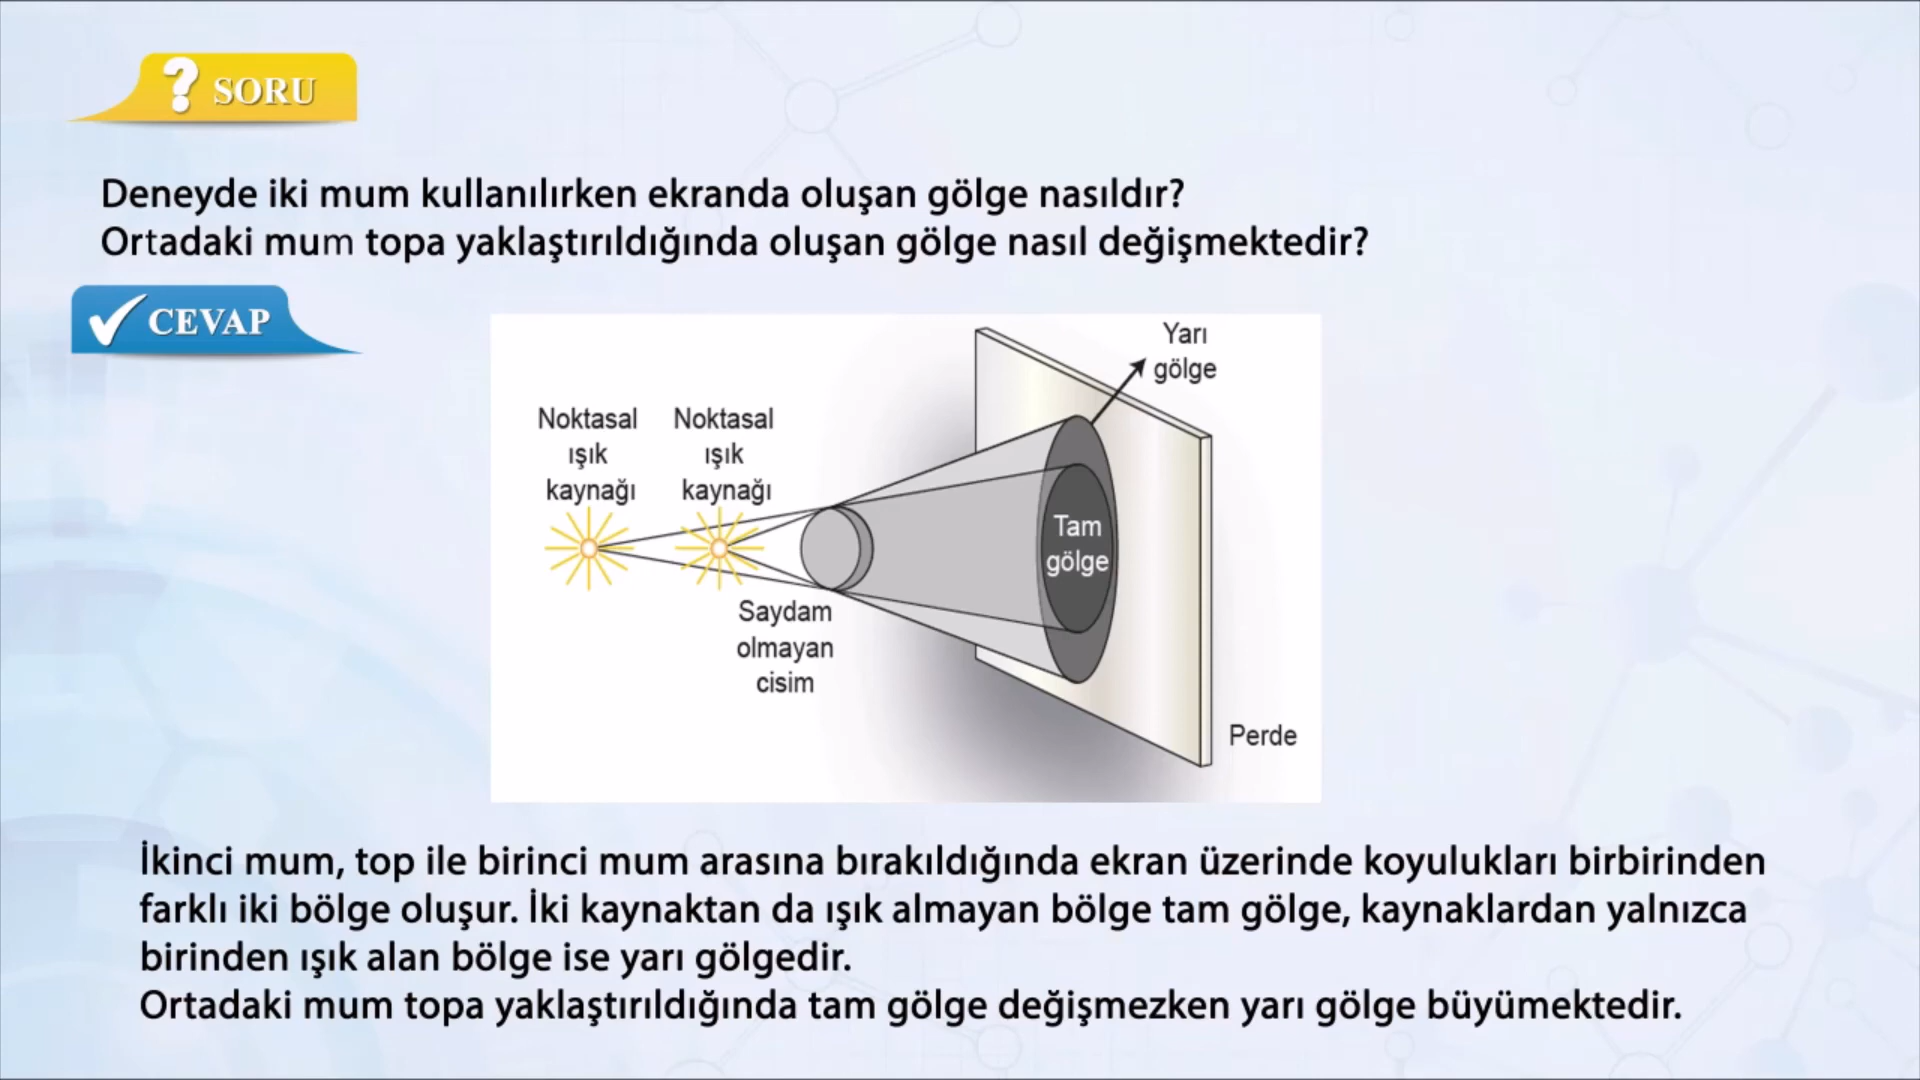 ? SORU
Deneyde iki mum kullanılırken ekranda oluşan gölge nasıldır?
Ortadaki mum topa yaklaştırıldığında oluşan gölge nasıl değişmektedir?
CEVAP
Yarı
gölge
Noktasal
ışık
kaynağı
Noktasal
ışık
kaynağı
Tam
gölge
Saydam
olmayan
cisim
Perde
İkinci mum, top ile birinci mum arasına bırakıldığında ekran üzerinde koyulukları birbirinden
farklı iki bölge oluşur. İki kaynaktan da ışık almayan bölge tam gölge, kaynaklardan yalnızca
birinden ışık alan bölge ise yarı gölgedir.
Ortadaki mum topa yaklaştırıldığında tam gölge değişmezken yarı gölge büyümektedir.